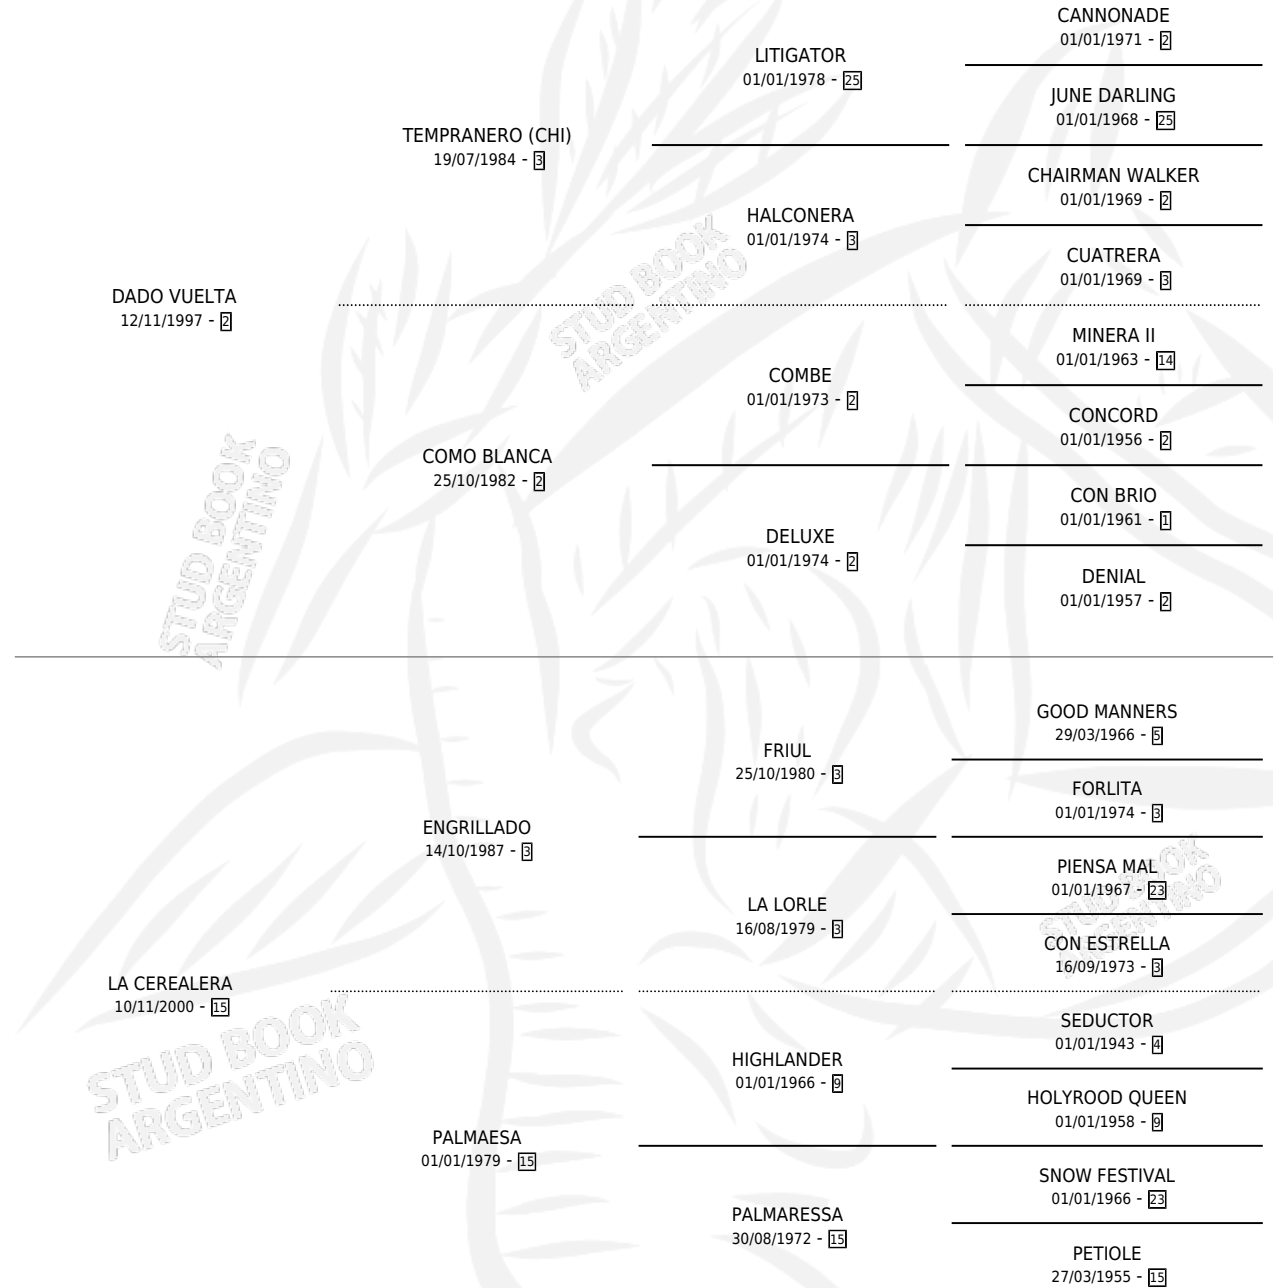 CANNONADE
01/01/1971 - 2
LITIGATOR
01/01/1978 - 25
JUNE DARLING
01/01/1968 - 25
TEMPRANERO (CHI)
19/07/1984 - 3
CHAIRMAN WALKER
01/01/1969 - 2
HALCONERA
01/01/1974 - 3
CUATRERA
01/01/1969 - 3
DADO VUELTA
12/11/1997 - 2
STUD BOOK
ARGENTINO
MINERA II
01/01/1963 - 14
COMBE
01/01/1973 - 2
CONCORD
01/01/1956 - 2
COMO BLANCA
25/10/1982 - 2
CON BRIO
01/01/1961 - 1
DELUXE
01/01/1974 - 2
DENIAL
01/01/1957 - 2
STUD BOOK
ARGENTINO
GOOD MANNERS
29/03/1966 - 5
FRIUL
25/10/1980 - 3
FORLITA
01/01/1974 - 3
ENGRILLADO
14/10/1987 - 3
PIENSA MAL
01/01/1967 - 23
LA LORLE
16/08/1979 - 3
CON ESTRELLA
16/09/1973 - 3
STUD BOOK
ARGENTINO
LA CEREALERA
10/11/2000 - 15
SEDUCTOR
01/01/1943 - 4
HIGHLANDER
01/01/1966 - 9
HOLYROOD QUEEN
01/01/1958 - 9
STUD BOOK
ARGENTINO
PALMAESA
01/01/1979 - 15
SNOW FESTIVAL
01/01/1966 - 23
PALMARESSA
30/08/1972 - 15
PETIOLE
27/03/1955 - 15